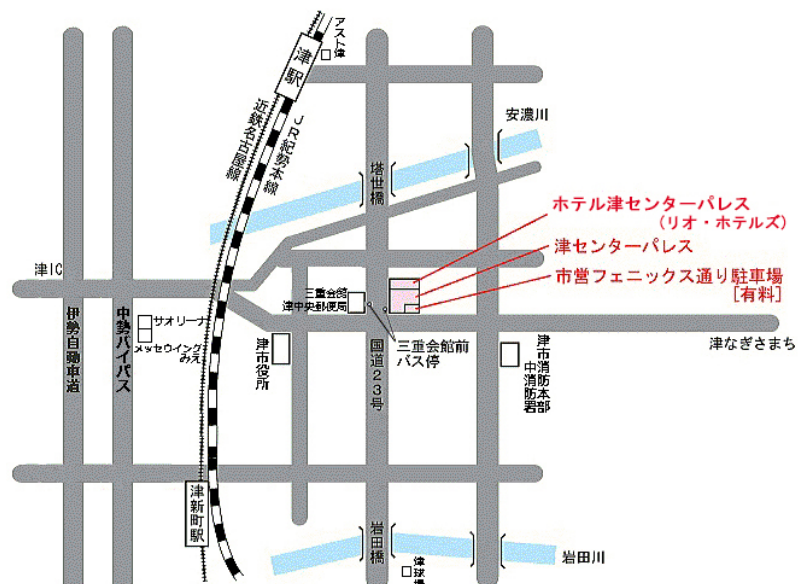 アスト津
津駅
近鉄名古屋線
JR紀勢本線
安濃川
塔世橋
ホテル津センターパレス
(リオ・ホテルズ)
津センターパレス
市営フェニックス通り駐車場
[有料]
津IC
伊勢自動車道
中勢バイパス
サオリーナ
メッセウイング
みえ
三重会館
津中央郵便局
津市役所
国道23号
三重会館前
バス停
津市消防本部
中消防署
津なぎさまち
津新町駅
岩田橋
岩田川
津球場